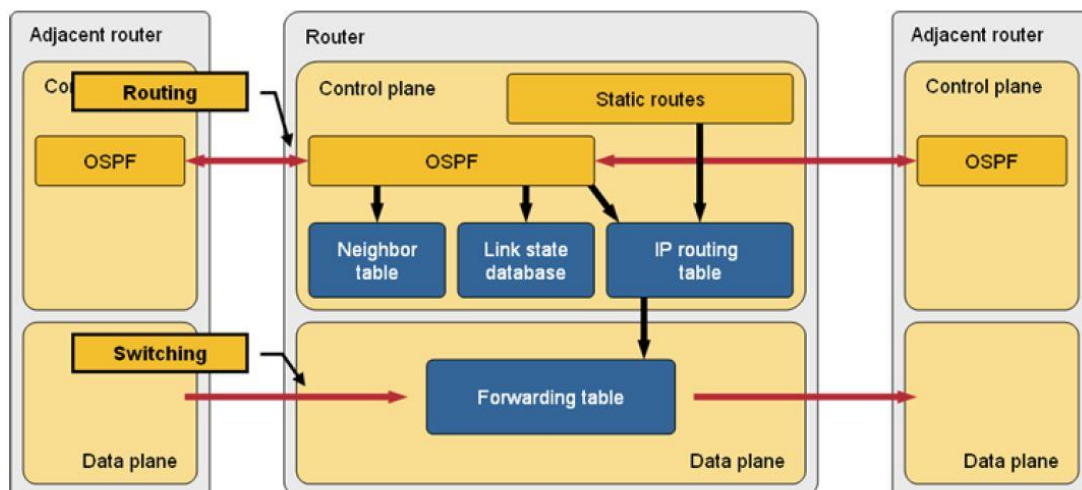 Adjacent router
Router
Adjacent router
Routing
Control plane
Static routes
Control plane
OSPF
OSPF
OSPF
Neighbor
table
Link state
database
IP routing
table
Switching
Forwarding table
Data plane
Data plane
Data plane